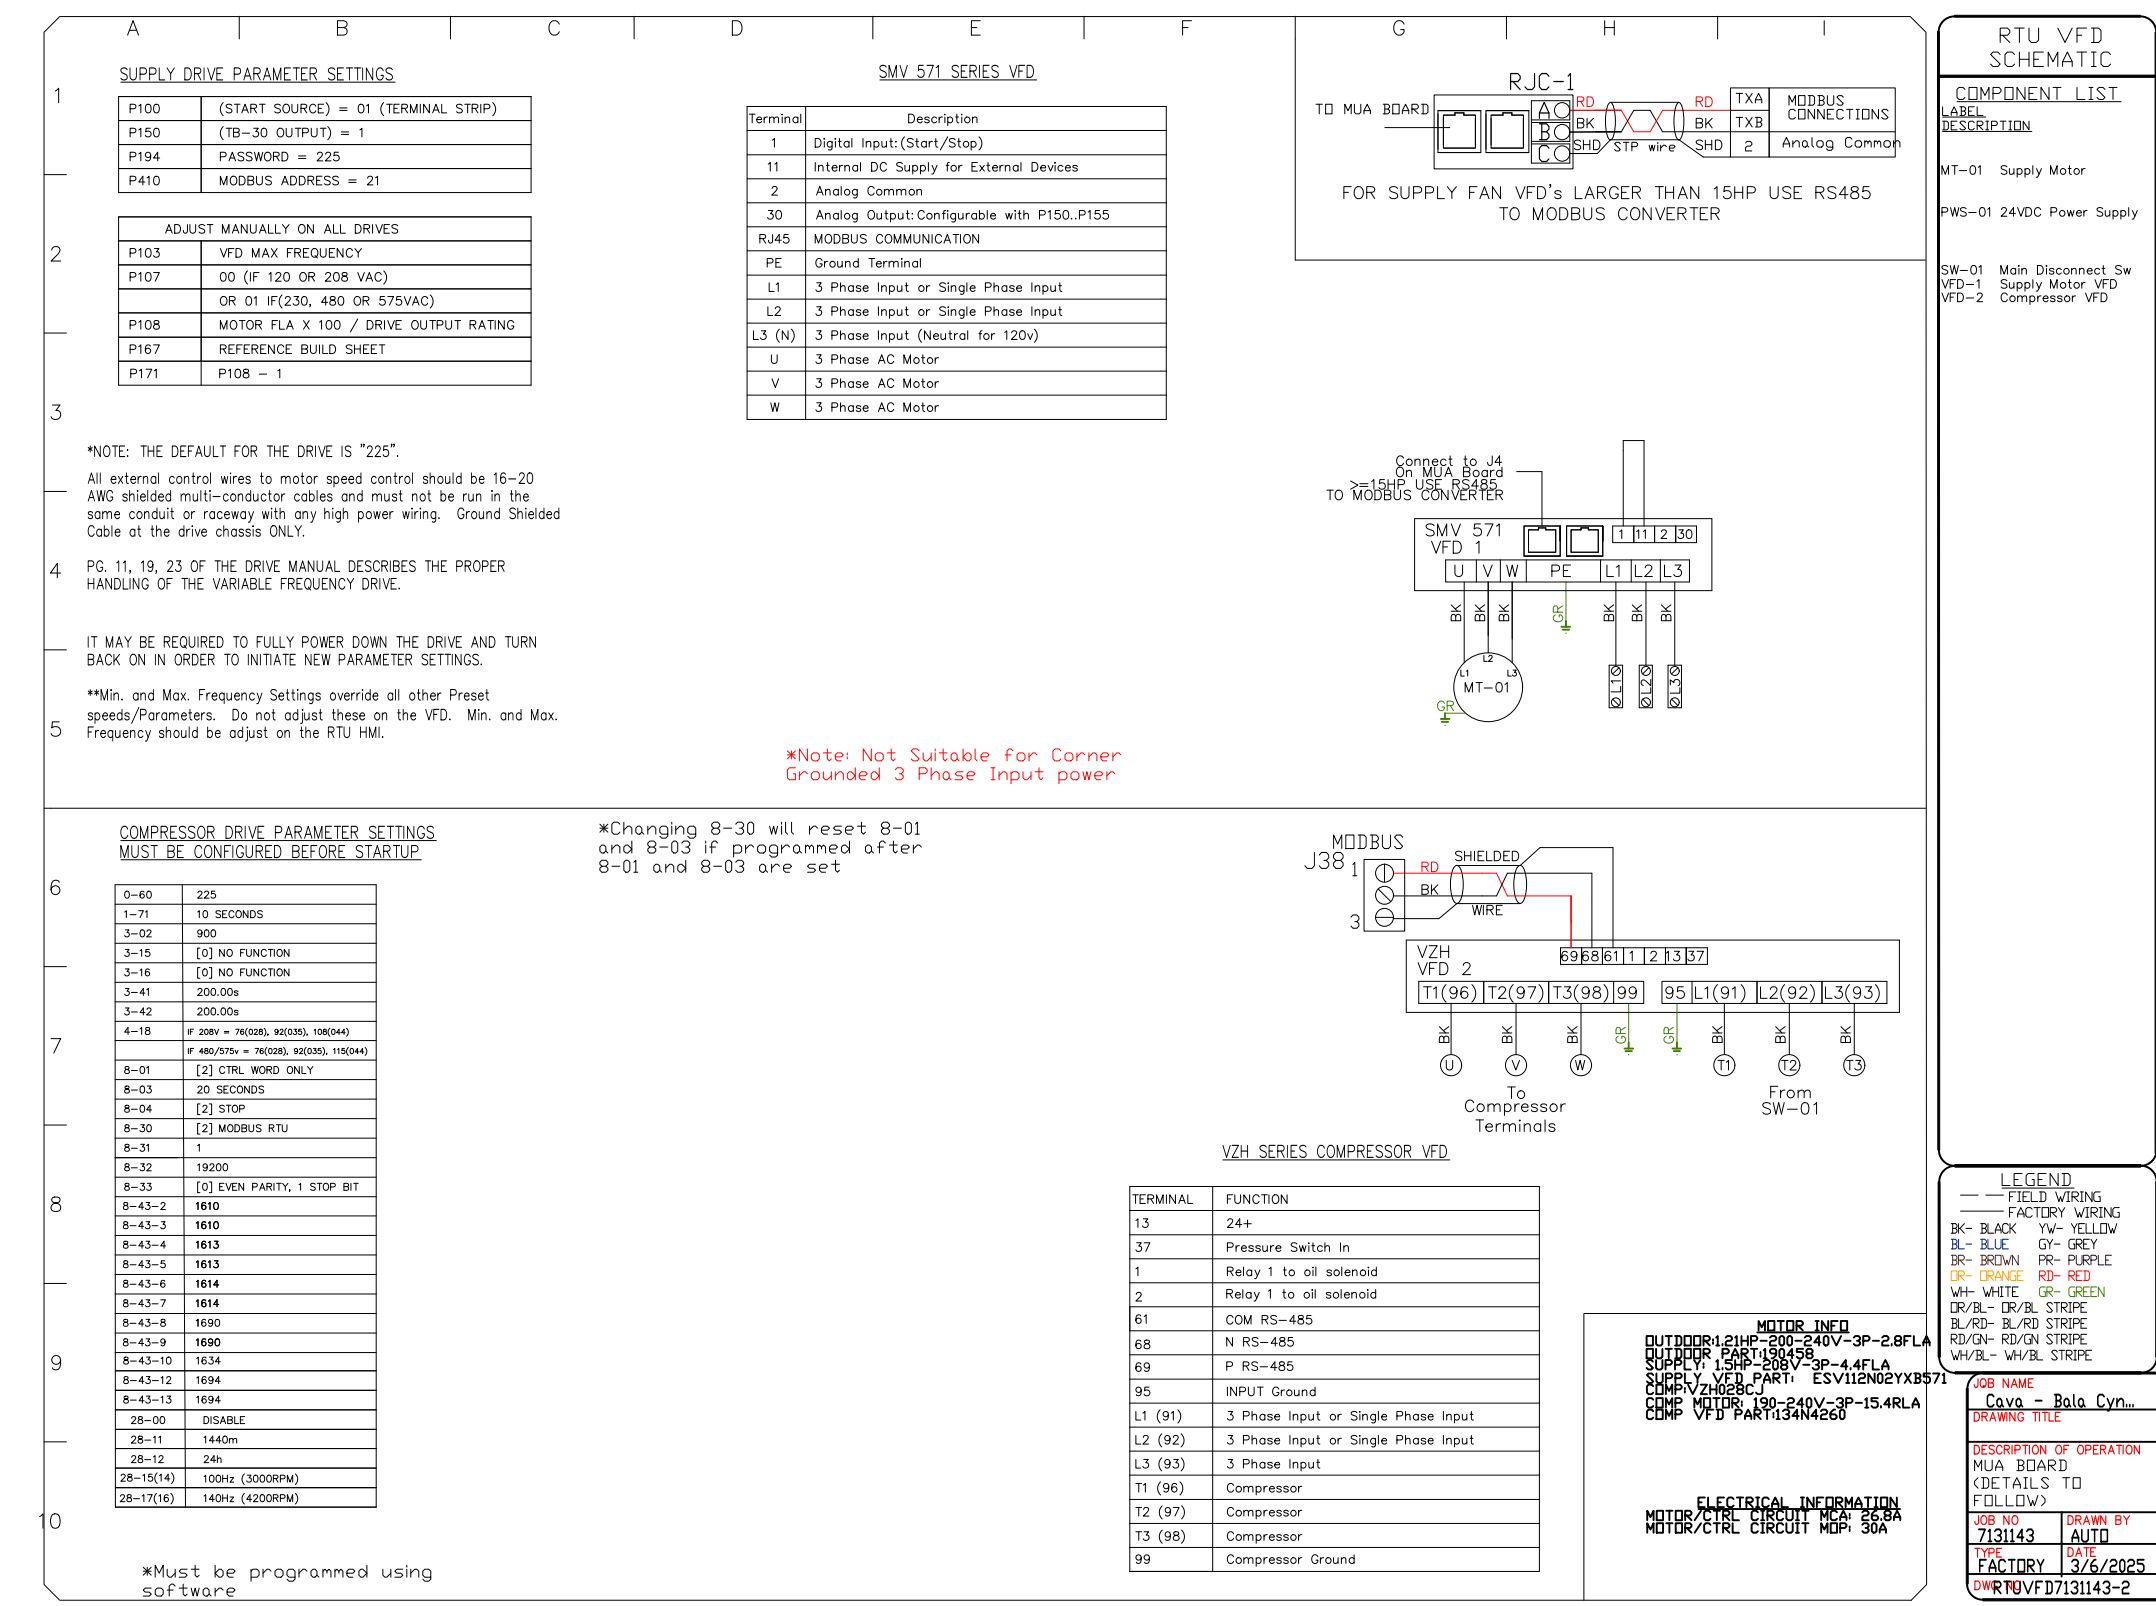 A B C D E F G H I
1
2
3
4
5
6
7
8
9
10
SUPPLY DRIVE PARAMETER SETTINGS
P100 (START SOURCE) = 01 (TERMINAL STRIP)
P150 (TB-30 OUTPUT) = 1
P194 PASSWORD = 225
P410 MODBUS ADDRESS = 21
ADJUST MANUALLY ON ALL DRIVES
P103 VFD MAX FREQUENCY
P107 00 (IF 120 OR 208 VAC)
OR 01 IF(230, 480 OR 575VAC)
P108 MOTOR FLA X 100 / DRIVE OUTPUT RATING
P167 REFERENCE BUILD SHEET
P171 P108 - 1
*NOTE: THE DEFAULT FOR THE DRIVE IS "225".
All external control wires to motor speed control should be 16-20
AWG shielded multi-conductor cables and must not be run in the
same conduit or raceway with any high power wiring. Ground Shielded
Cable at the drive chassis ONLY.
PG. 11, 19, 23 OF THE DRIVE MANUAL DESCRIBES THE PROPER
HANDLING OF THE VARIABLE FREQUENCY DRIVE.
IT MAY BE REQUIRED TO FULLY POWER DOWN THE DRIVE AND TURN
BACK ON IN ORDER TO INITIATE NEW PARAMETER SETTINGS.
**Min. and Max. Frequency Settings override all other Preset
speeds/Parameters. Do not adjust these on the VFD. Min. and Max.
Frequency should be adjust on the RTU HMI.
SMV 571 SERIES VFD
Terminal Description
1 Digital Input:(Start/Stop)
11 Internal DC Supply for External Devices
2 Analog Common
30 Analog Output:Configurable with P150..P155
RJ45 MODBUS COMMUNICATION
PE Ground Terminal
L1 3 Phase Input or Single Phase Input
L2 3 Phase Input or Single Phase Input
L3 (N) 3 Phase Input (Neutral for 120v)
U 3 Phase AC Motor
V 3 Phase AC Motor
W 3 Phase AC Motor
*Note: Not Suitable for Corner
Grounded 3 Phase Input power
RJC-1
TO MUA BOARD
A RD RD TXA MODBUS
CONNECTIONS
B BK BK TXB
C SHD STP wire SHD 2 Analog Common
FOR SUPPLY FAN VFD's LARGER THAN 15HP USE RS485
TO MODBUS CONVERTER
Connect to J4
On MUA Board
>=15HP USE RS485
TO MODBUS CONVERTER
SMV 571
VFD 1
1 11 2 30
U V W PE L1 L2 L3
BK BK BK GR BK BK BK
L1 L2 L3
MT-01
GR
L1 L2 L3
COMPRESSOR DRIVE PARAMETER SETTINGS
MUST BE CONFIGURED BEFORE STARTUP
0-60 225
1-71 10 SECONDS
3-02 900
3-15 [0] NO FUNCTION
3-16 [0] NO FUNCTION
3-41 200.00s
3-42 200.00s
4-18 IF 208V = 76(028), 92(035), 108(044)
IF 480/575v = 76(028), 92(035), 115(044)
8-01 [2] CTRL WORD ONLY
8-03 20 SECONDS
8-04 [2] STOP
8-30 [2] MODBUS RTU
8-31 1
8-32 19200
8-33 [0] EVEN PARITY, 1 STOP BIT
8-43-2 1610
8-43-3 1610
8-43-4 1613
8-43-5 1613
8-43-6 1614
8-43-7 1614
8-43-8 1690
8-43-9 1690
8-43-10 1634
8-43-12 1694
8-43-13 1694
28-00 DISABLE
28-11 1440m
28-12 24h
28-15(14) 100Hz (3000RPM)
28-17(16) 140Hz (4200RPM)
*Must be programmed using
software
*Changing 8-30 will reset 8-01
and 8-03 if programmed after
8-01 and 8-03 are set
MODBUS
J38
1
3
RD
BK
SHIELDED
WIRE
VZH
VFD 2
69 68 61 1 2 13 37
T1(96) T2(97) T3(98) 99 95 L1(91) L2(92) L3(93)
BK BK BK GR GR BK BK BK
U V W T1 T2 T3
To
Compressor
Terminals
From
SW-01
VZH SERIES COMPRESSOR VFD
TERMINAL FUNCTION
13 24+
37 Pressure Switch In
1 Relay 1 to oil solenoid
2 Relay 1 to oil solenoid
61 COM RS-485
68 N RS-485
69 P RS-485
95 INPUT Ground
L1 (91) 3 Phase Input or Single Phase Input
L2 (92) 3 Phase Input or Single Phase Input
L3 (93) 3 Phase Input
T1 (96) Compressor
T2 (97) Compressor
T3 (98) Compressor
99 Compressor Ground
MOTOR INFO
OUTDOOR:1.21HP-200-240V-3P-2.8FLA
OUTDOOR PART:190458
SUPPLY: 1.5HP-208V-3P-4.4FLA
SUPPLY VFD PART: ESV112N02YXB571
COMP:VZH028CJ
COMP MOTOR: 190-240V-3P-15.4RLA
COMP VFD PART:134N4260
ELECTRICAL INFORMATION
MOTOR/CTRL CIRCUIT MCA: 26.8A
MOTOR/CTRL CIRCUIT MOP: 30A
RTU VFD
SCHEMATIC
COMPONENT LIST
LABEL
DESCRIPTION
MT-01 Supply Motor
PWS-01 24VDC Power Supply
SW-01 Main Disconnect Sw
VFD-1 Supply Motor VFD
VFD-2 Compressor VFD
LEGEND
FIELD WIRING
FACTORY WIRING
BK- BLACK YW- YELLOW
BL- BLUE GY- GREY
BR- BROWN PR- PURPLE
OR- ORANGE RD- RED
WH- WHITE GR- GREEN
OR/BL- OR/BL STRIPE
BL/RD- BL/RD STRIPE
RD/GN- RD/GN STRIPE
WH/BL- WH/BL STRIPE
JOB NAME
Cava - Bala Cyn...
DRAWING TITLE
DESCRIPTION OF OPERATION
MUA BOARD
(DETAILS TO
FOLLOW)
JOB NO DRAWN BY
7131143 AUTO
TYPE DATE
FACTORY 3/6/2025
DWG NO
RTUVFD7131143-2